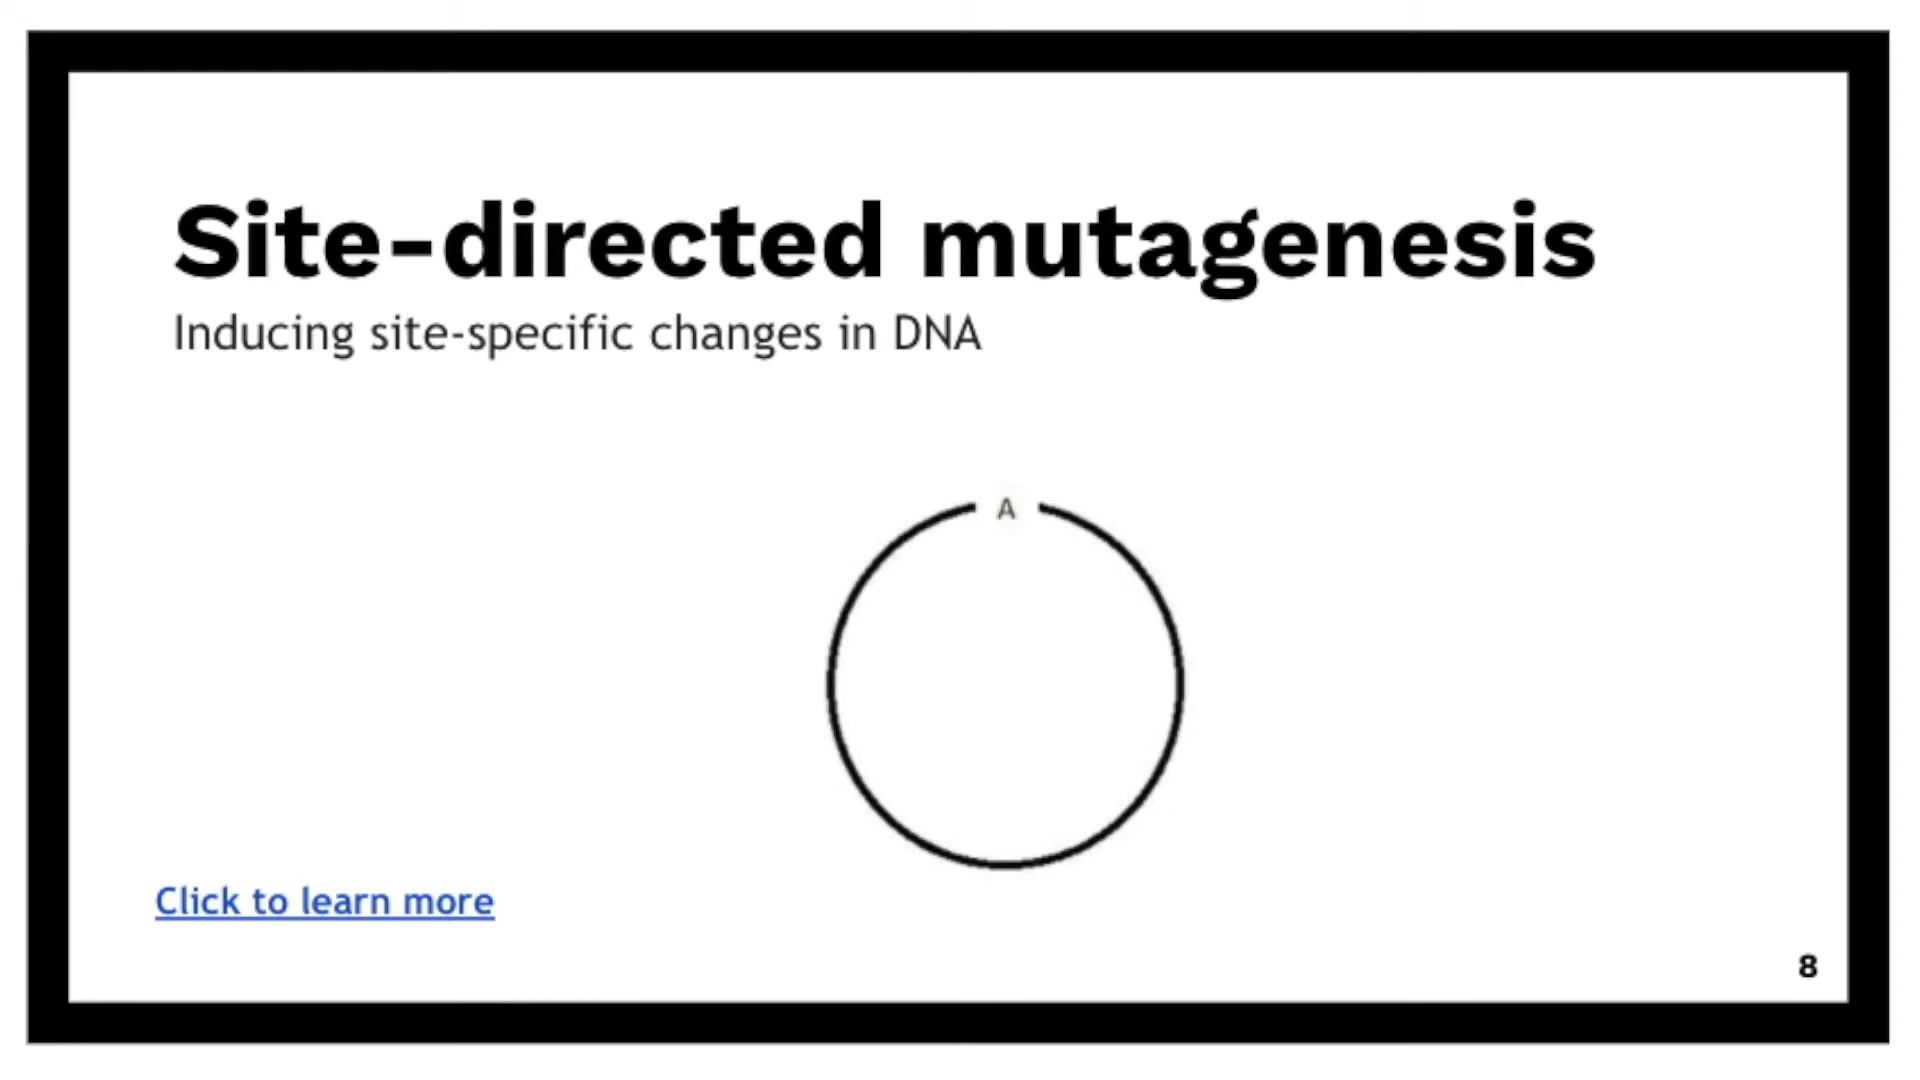 Site-directed mutagenesis
Inducing site-specific changes in DNA
A
Click to learn more
8